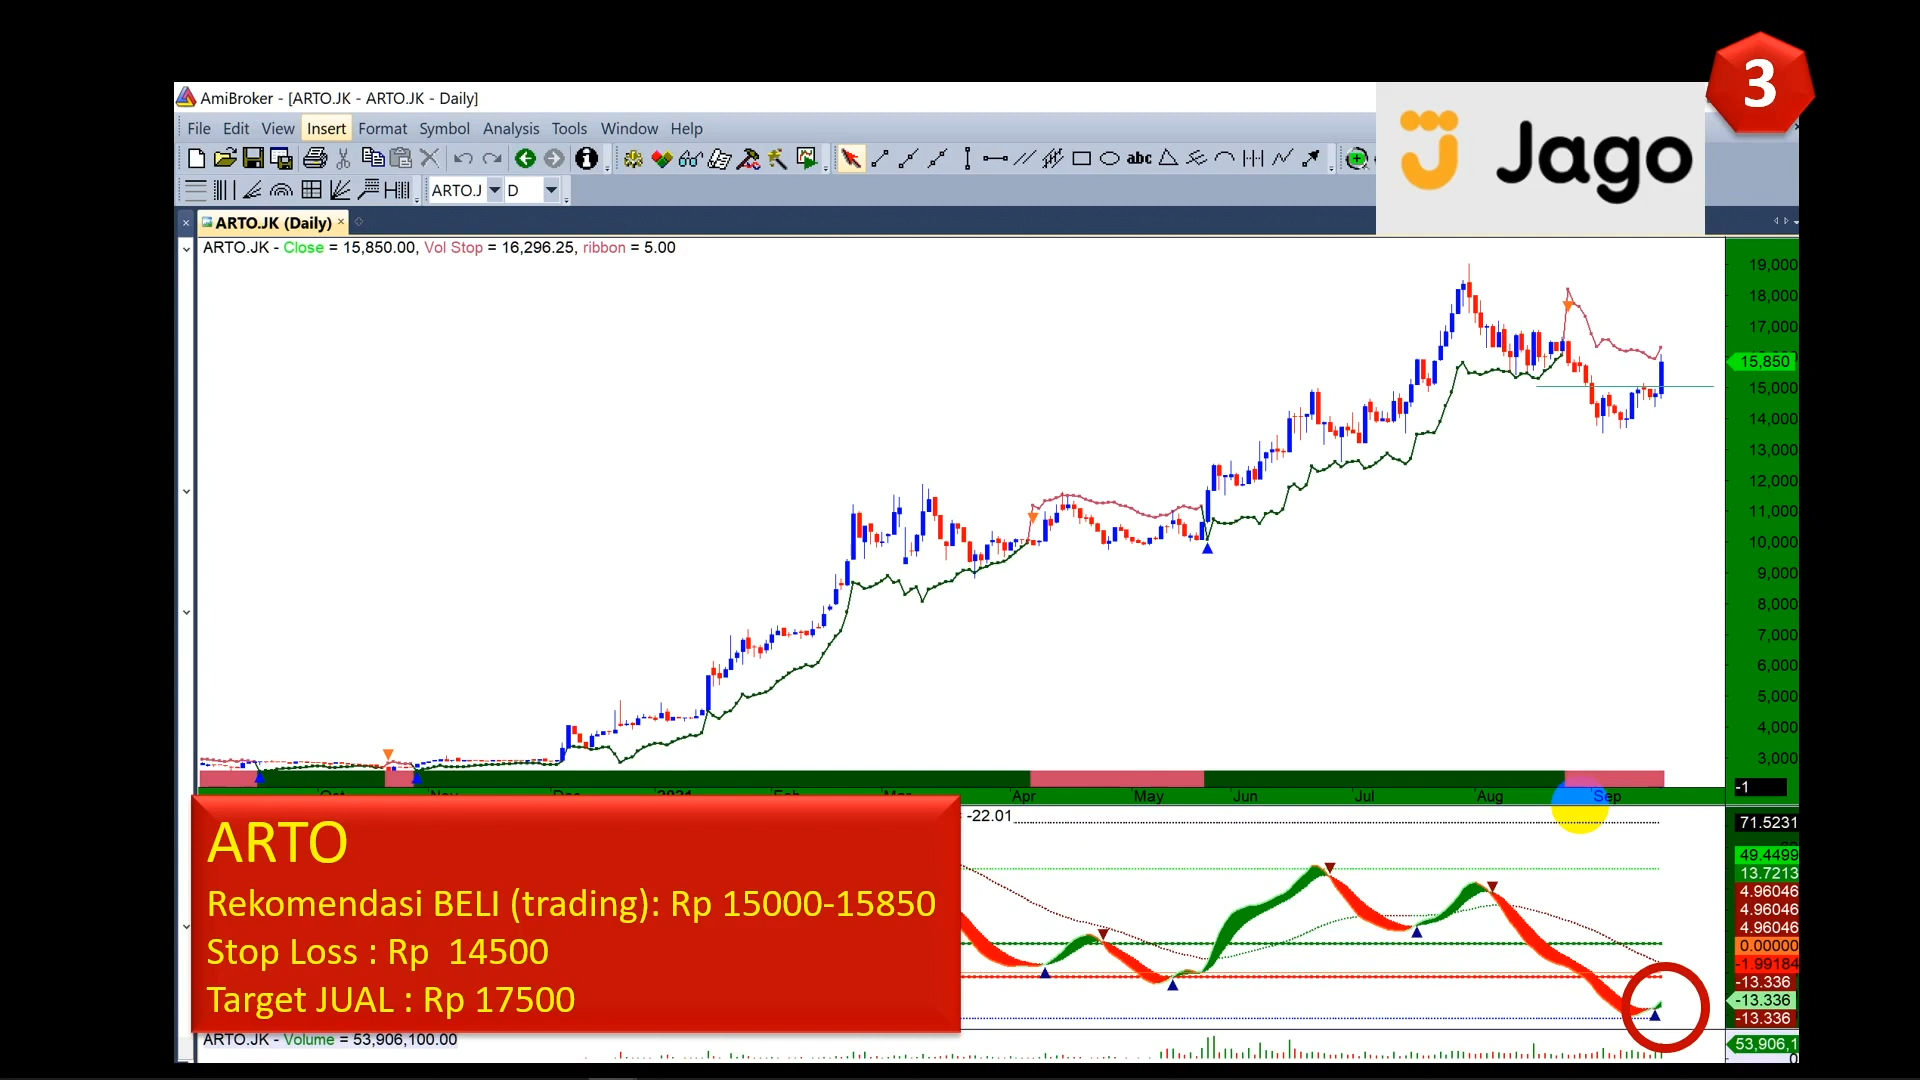 3
AmiBroker - [ARTO.JK - ARTO.JK - Daily]
Jago
File Edit View Insert Format Symbol Analysis Tools Window Help
abc
ARTO.J D
ARTO.JK (Daily)
ARTO.JK - Close = 15,850.00, Vol Stop = 16,296.25, ribbon = 5.00
19,000
18,000
17,000
15,850
15,000
14,000
13,000
12,000
11,000
10,000
9,000
8,000
7,000
6,000
5,000
4,000
3,000
-1
Apr May Jun Jul Aug Sep
= -22.01
71.5231
49.4499
13.7213
4.96046
4.96046
4.96046
0.00000
-1.99184
-13.336
-13.336
-13.336
ARTO
Rekomendasi BELI (trading): Rp 15000-15850
Stop Loss : Rp 14500
Target JUAL : Rp 17500
ARTO.JK - Volume = 53,906,100.00
53,906,1
0